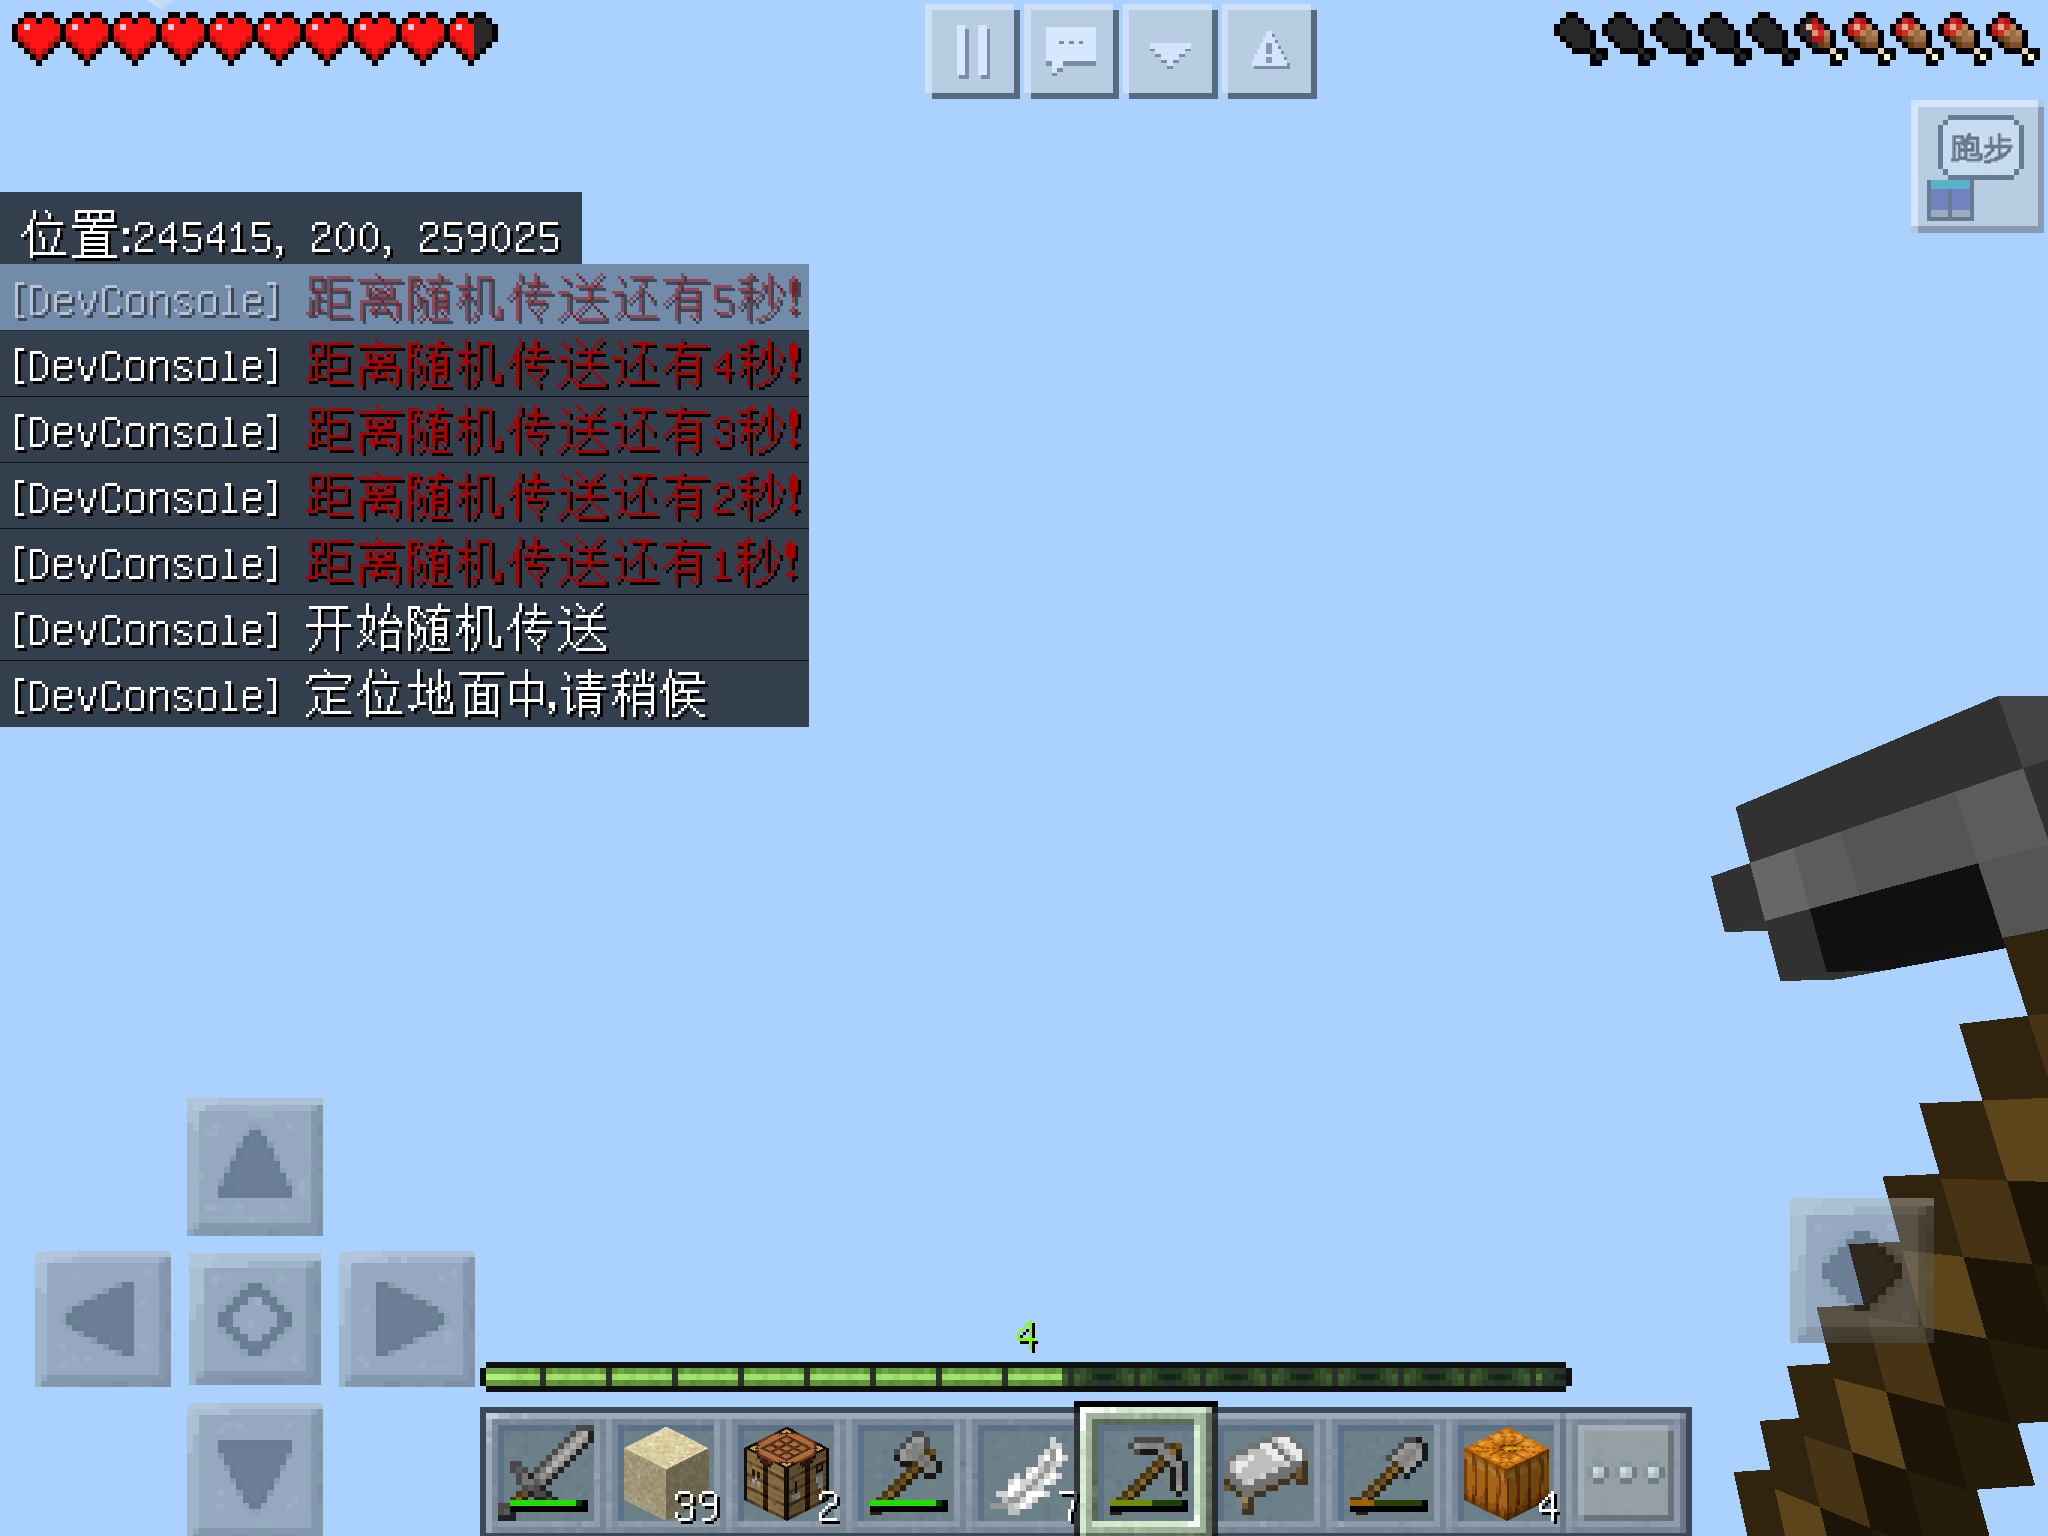 跑步
位置:245415, 200, 259025
[DevConsole] 距离随机传送还有5秒!
[DevConsole] 距离随机传送还有4秒!
[DevConsole] 距离随机传送还有3秒!
[DevConsole] 距离随机传送还有2秒!
[DevConsole] 距离随机传送还有1秒!
[DevConsole] 开始随机传送
[DevConsole] 定位地面中,请稍候
4
39 2 7 4